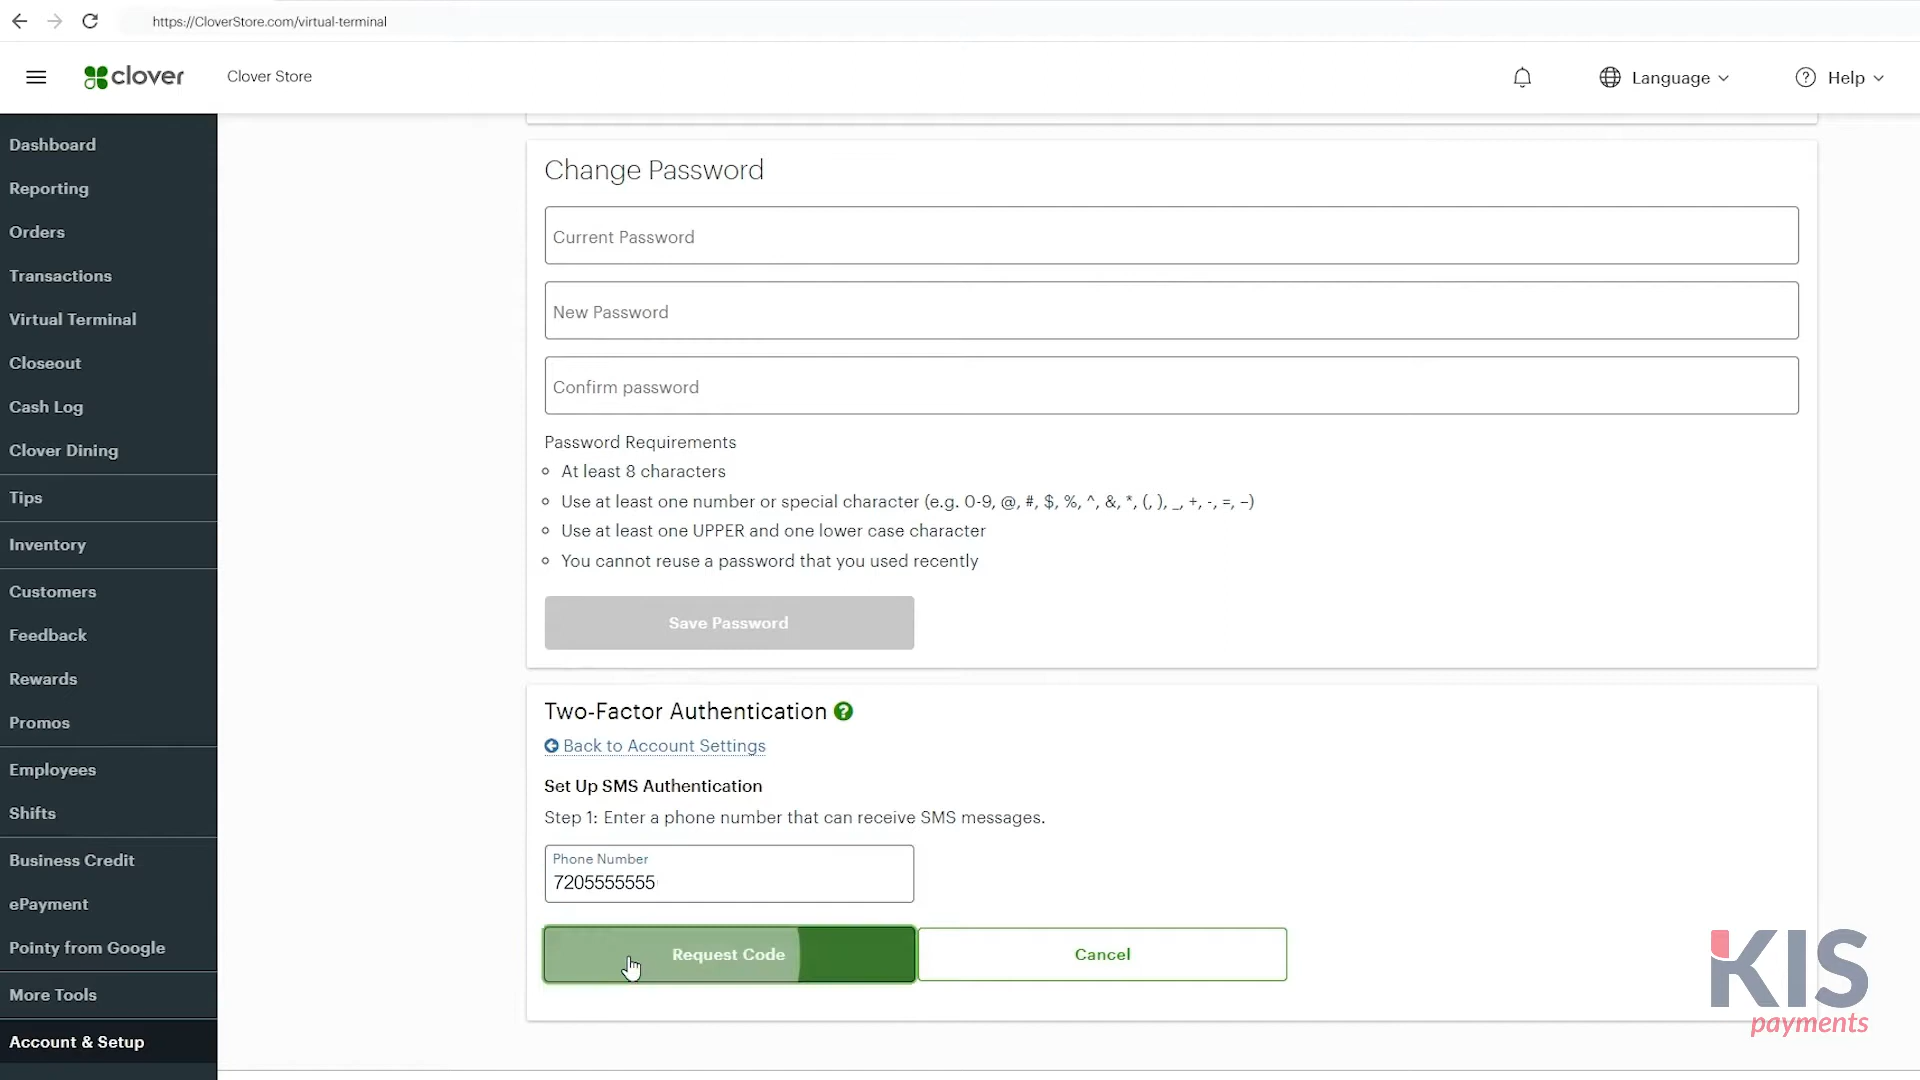 https://CloverStore.com/virtual-terminal
clover
Clover Store
Language
Help
Dashboard
Reporting
Orders
Transactions
Virtual Terminal
Closeout
Cash Log
Clover Dining
Tips
Inventory
Customers
Feedback
Rewards
Promos
Employees
Shifts
Business Credit
ePayment
Pointy from Google
More Tools
Account & Setup
Change Password
Current Password
New Password
Confirm password
Password Requirements
At least 8 characters
Use at least one number or special character (e.g. 0-9, @, #, $, %, ^, &, *, (, ), _, +, -, =, ~)
Use at least one UPPER and one lower case character
You cannot reuse a password that you used recently
Save Password
Two-Factor Authentication ?
Back to Account Settings
Set Up SMS Authentication
Step 1: Enter a phone number that can receive SMS messages.
Phone Number
7205555555
Request Code
Cancel
KIS
payments